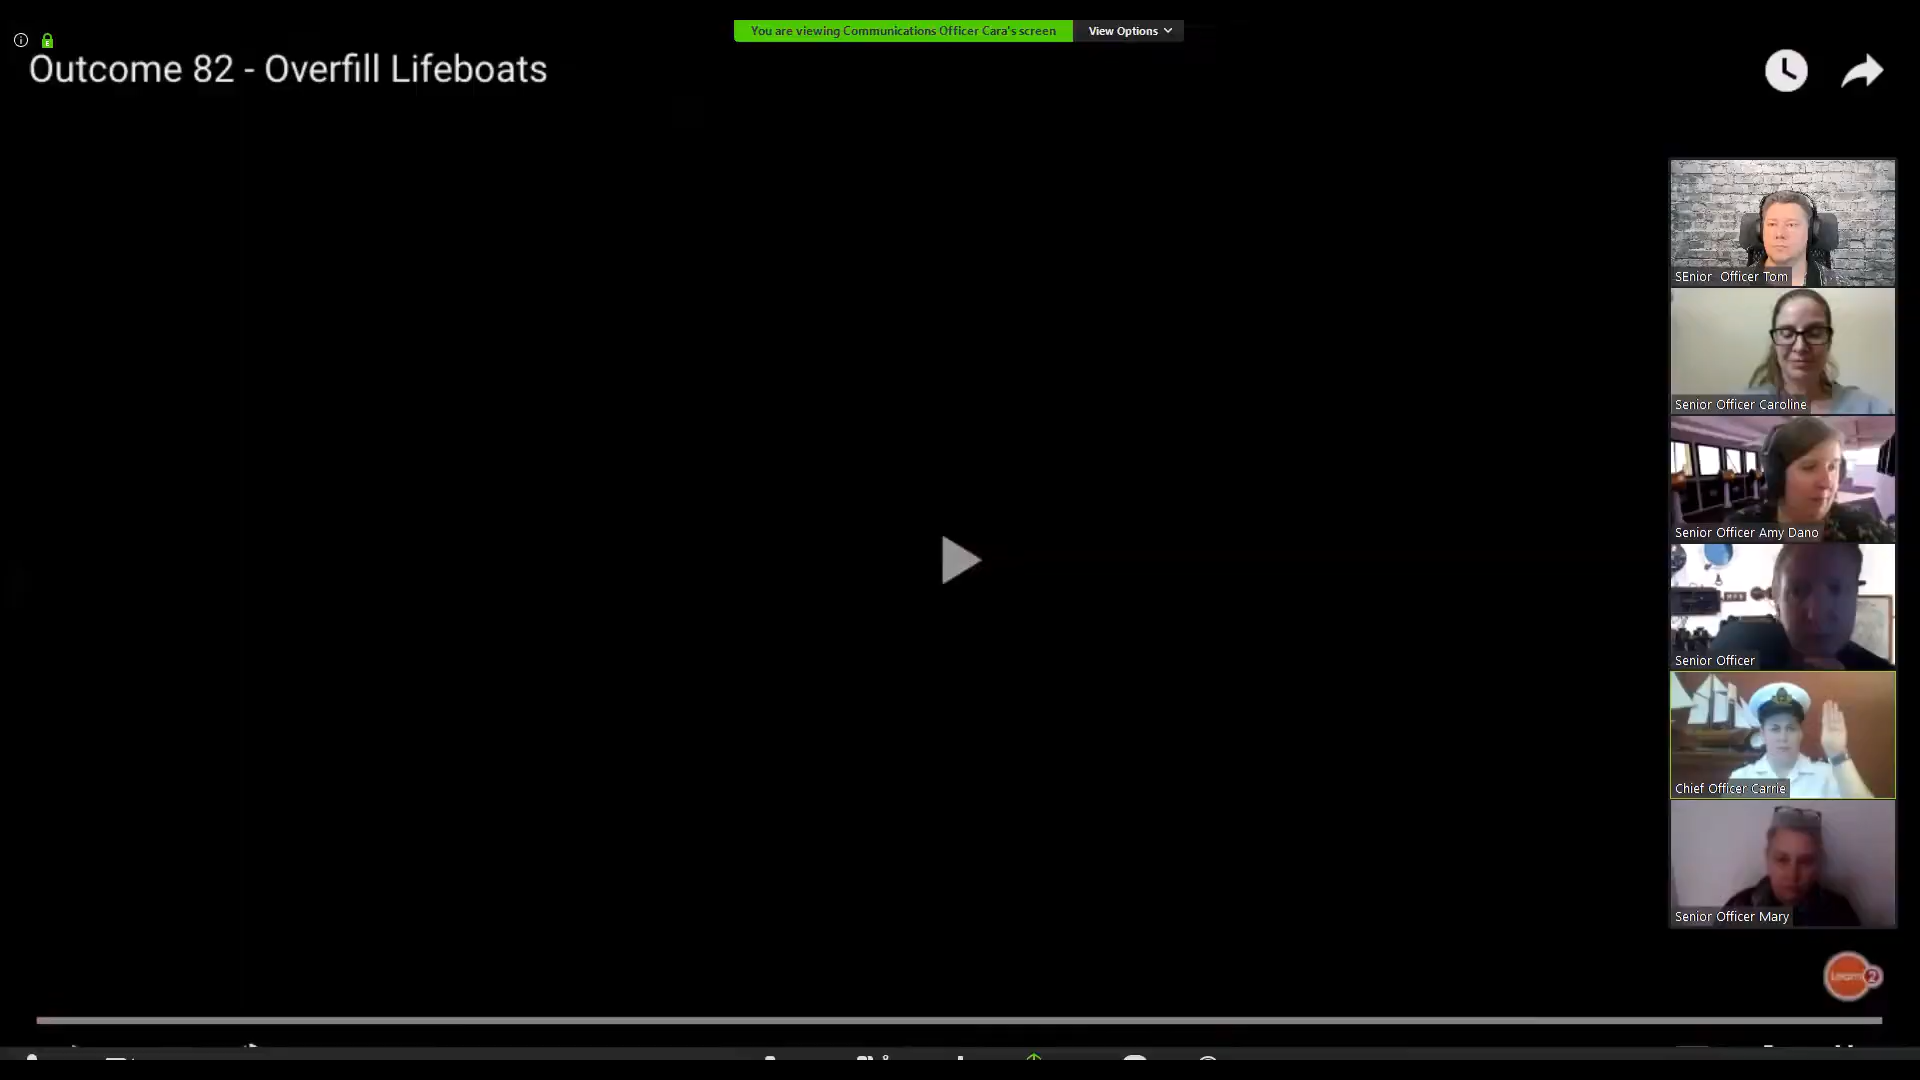 You are viewing Communications Officer Cara's screen
View Options
Outcome 82 - Overfill Lifeboats
SEnior Officer Tom
Senior Officer Caroline
Senior Officer Amy Dano
Senior Officer
Chief Officer Carrie
Senior Officer Mary